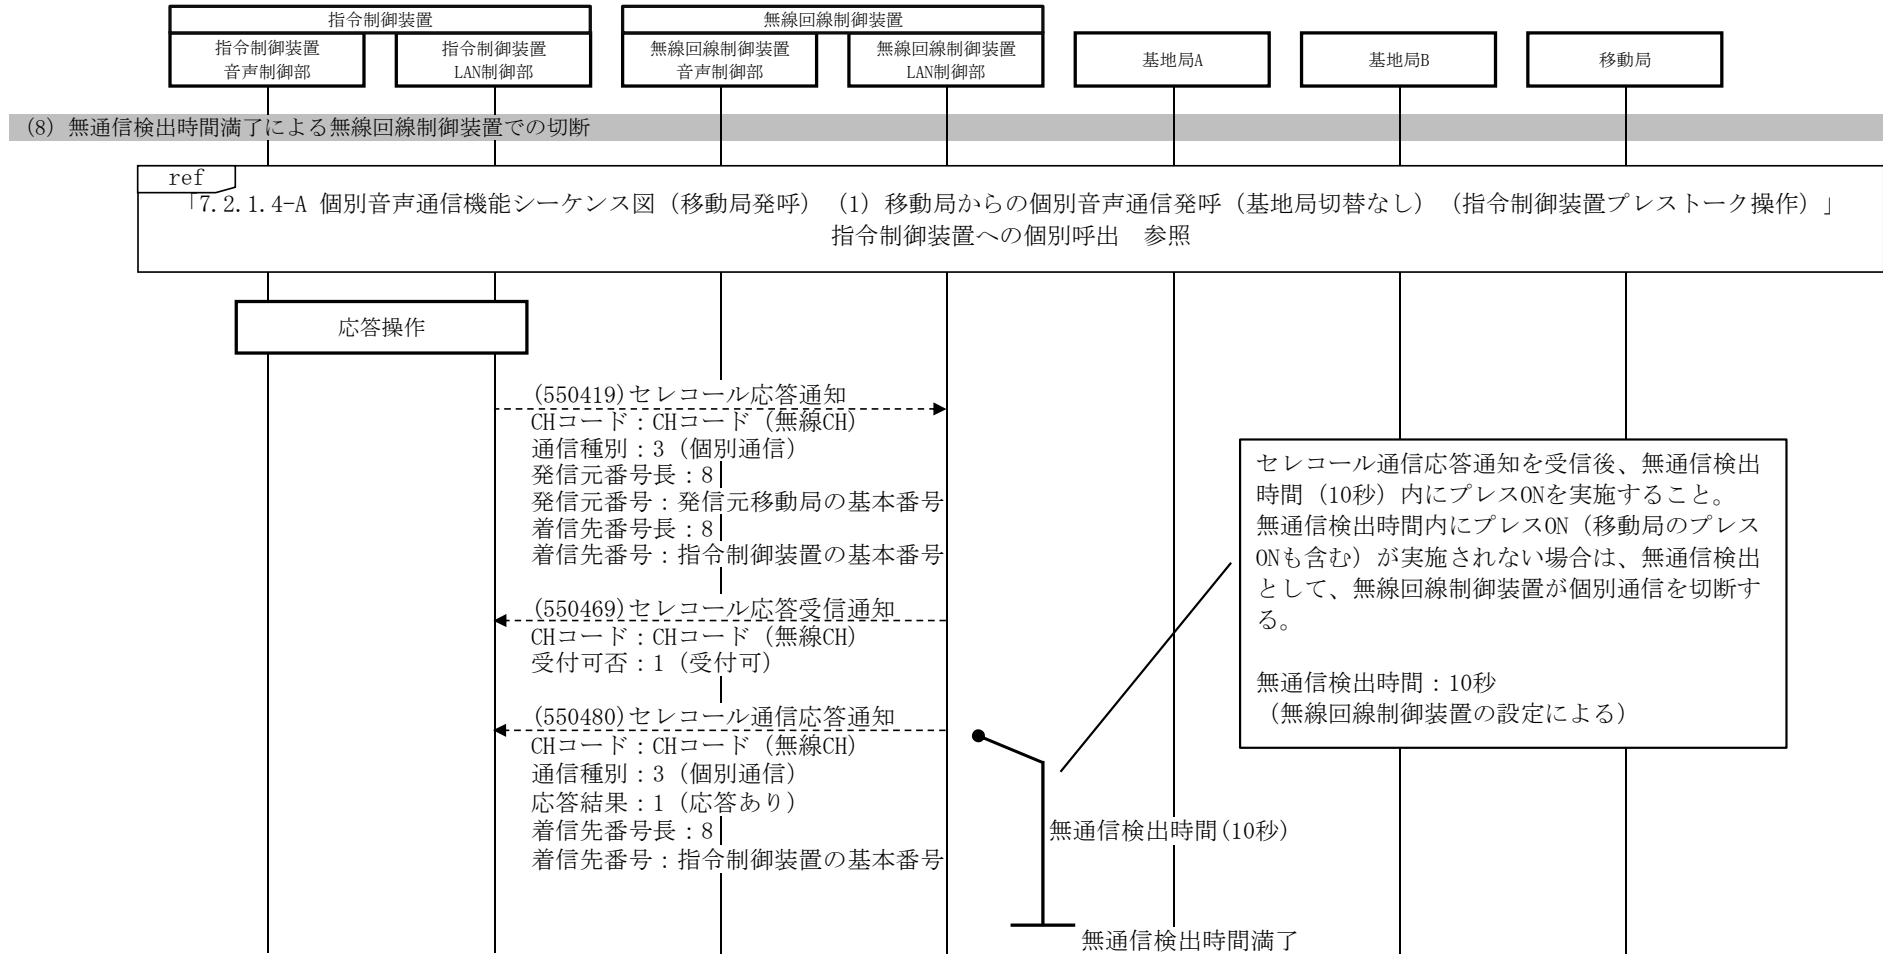 指令制御装置
無線回線制御装置
指令制御装置
音声制御部
指令制御装置
LAN制御部
無線回線制御装置
音声制御部
無線回線制御装置
LAN制御部
基地局A
基地局B
移動局
(8) 無通信検出時間満了による無線回線制御装置での切断
ref
「7.2.1.4-A 個別音声通信機能シーケンス図（移動局発呼）（1）移動局からの個別音声通信発呼（基地局切替なし）（指令制御装置プレストーク操作）」
指令制御装置への個別呼出　参照
応答操作
(550419)セレコール応答通知
CHコード：CHコード（無線CH）
通信種別：3（個別通信）
発信元番号長：8
発信元番号：発信元移動局の基本番号
着信先番号長：8
着信先番号：指令制御装置の基本番号
(550469)セレコール応答受信通知
CHコード：CHコード（無線CH）
受付可否：1（受付可）
(550480)セレコール通信応答通知
CHコード：CHコード（無線CH）
通信種別：3（個別通信）
応答結果：1（応答あり）
着信先番号長：8
着信先番号：指令制御装置の基本番号
セレコール通信応答通知を受信後、無通信検出
時間（10秒）内にプレスONを実施すること。
無通信検出時間内にプレスON（移動局のプレス
ONも含む）が実施されない場合は、無通信検出
として、無線回線制御装置が個別通信を切断す
る。
無通信検出時間：10秒
（無線回線制御装置の設定による）
無通信検出時間(10秒)
無通信検出時間満了